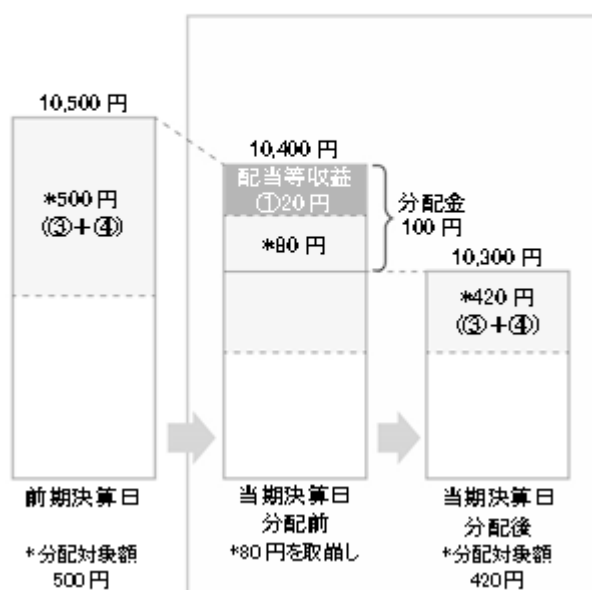 10,500 円
*500 円
(③+④)
前期決算日
*分配対象額
500 円
10,400 円
配当等収益
①20 円
*80 円
分配金
100 円
当期決算日
分配前
*80 円を取崩し
10,300 円
*420 円
(③+④)
当期決算日
分配後
*分配対象額
420円